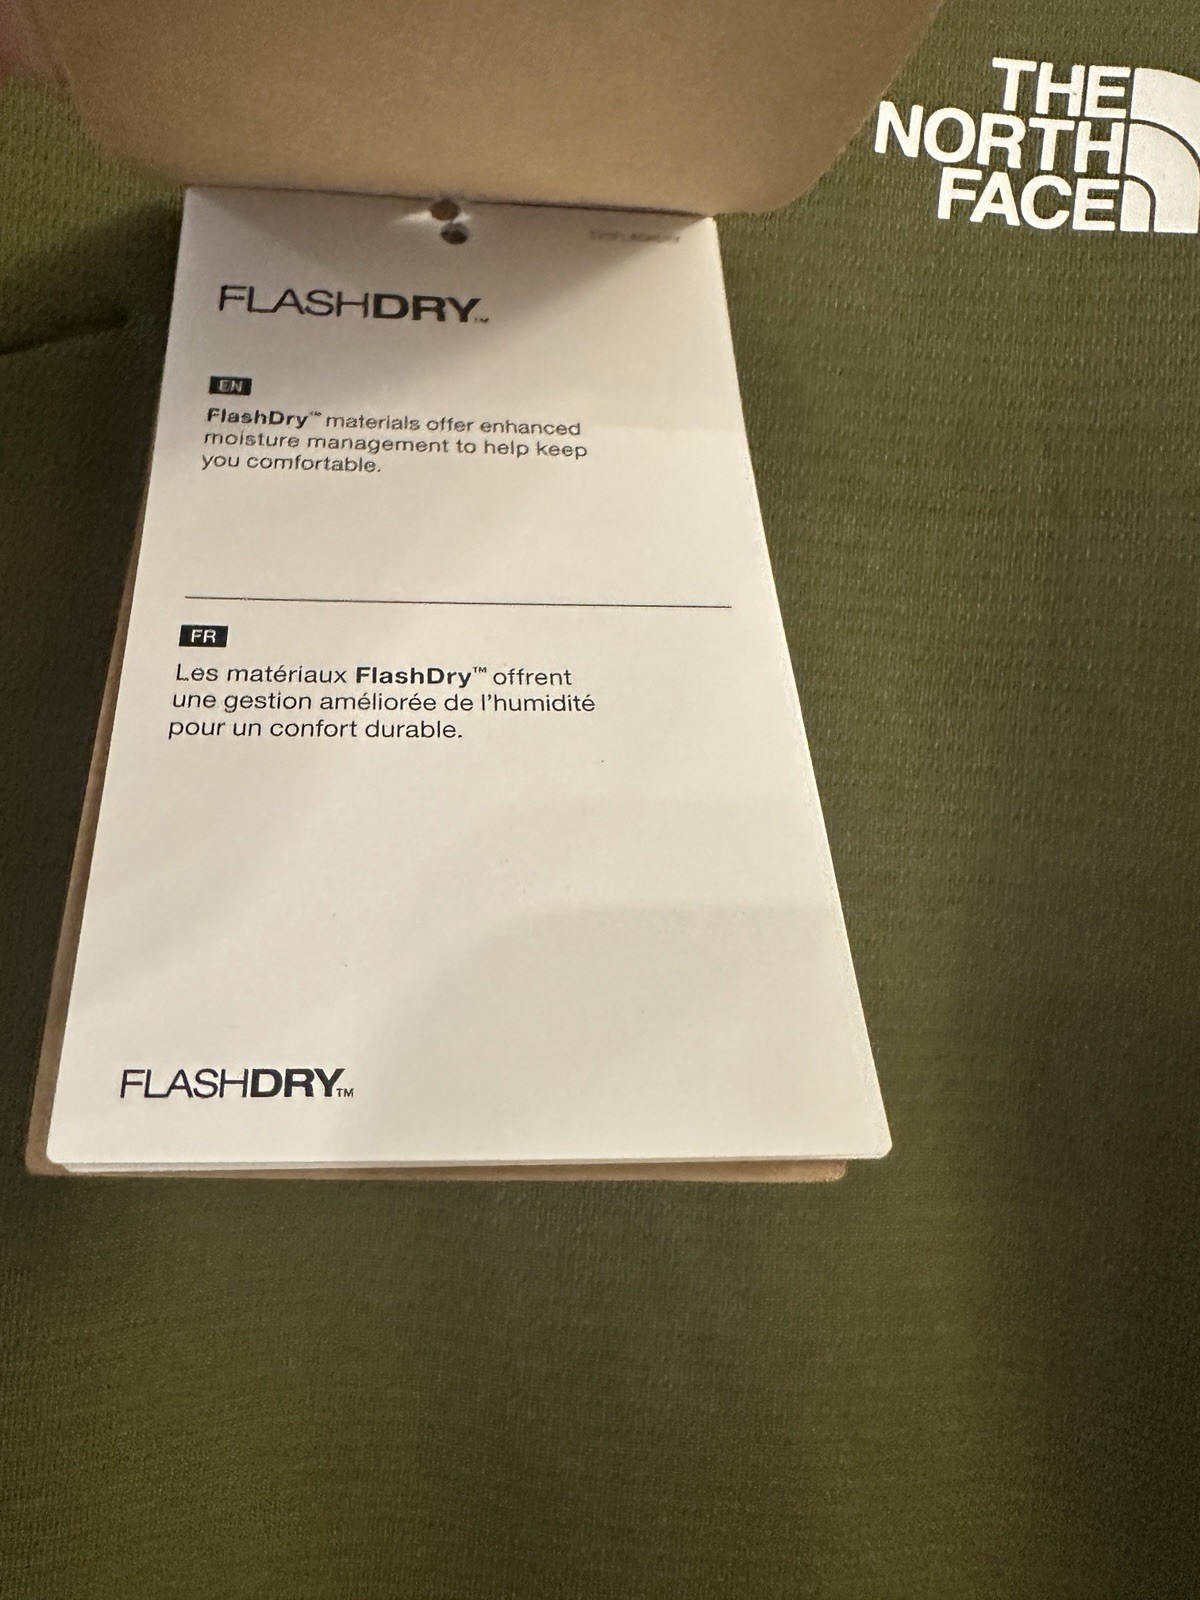 THE
NORTH
FACE
FLASHDRY™
EN
FlashDry™ materials offer enhanced
moisture management to help keep
you comfortable.
FR
Les matériaux FlashDry™ offrent
une gestion améliorée de l'humidité
pour un confort durable.
FLASHDRY™